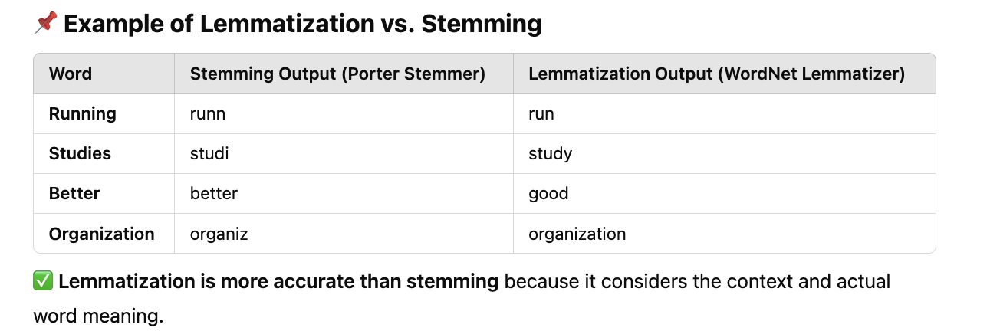 📌 Example of Lemmatization vs. Stemming
Word Stemming Output (Porter Stemmer) Lemmatization Output (WordNet Lemmatizer)
Running runn run
Studies studi study
Better better good
Organization organiz organization
✅ Lemmatization is more accurate than stemming because it considers the context and actual
word meaning.